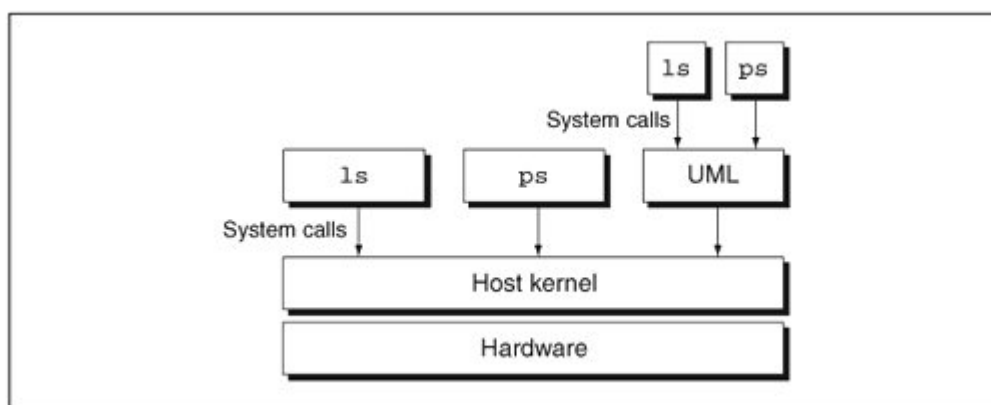 ls ps
System calls
ls ps UML
System calls
Host kernel
Hardware